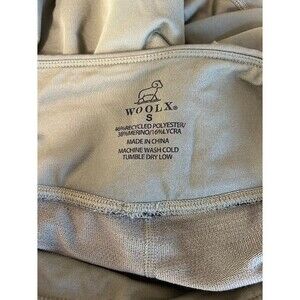 WOOLX®
S
46%RECYCLED POLYESTER/
38%MERINO/16%LYCRA
MADE IN CHINA
MACHINE WASH COLD
TUMBLE DRY LOW